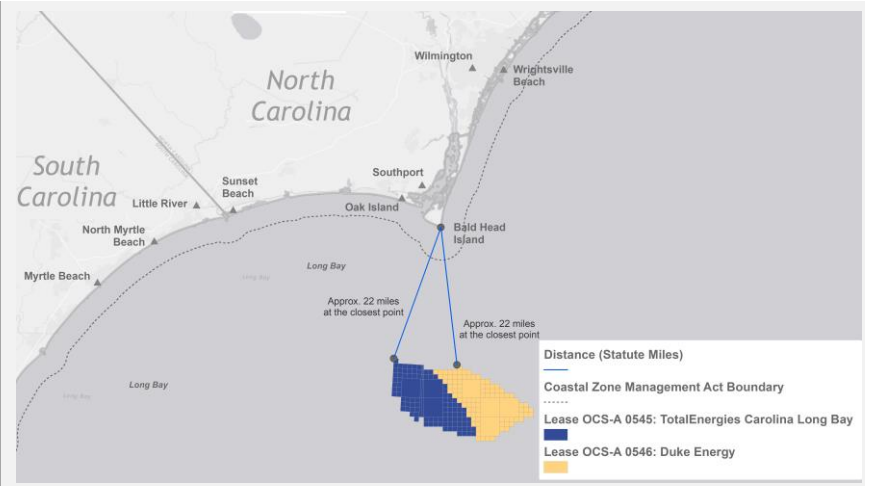 Wilmington
Wrightsville
Beach
North
Carolina
South
Carolina
Southport
Sunset
Beach
Little River
Oak Island
North Myrtle
Beach
Bald Head
Island
Myrtle Beach
Long Bay
Long Bay
Approx. 22 miles
at the closest point
Approx. 22 miles
at the closest point
Long Bay
Long Bay
Distance (Statute Miles)
Coastal Zone Management Act Boundary
Lease OCS-A 0545: TotalEnergies Carolina Long Bay
Lease OCS-A 0546: Duke Energy